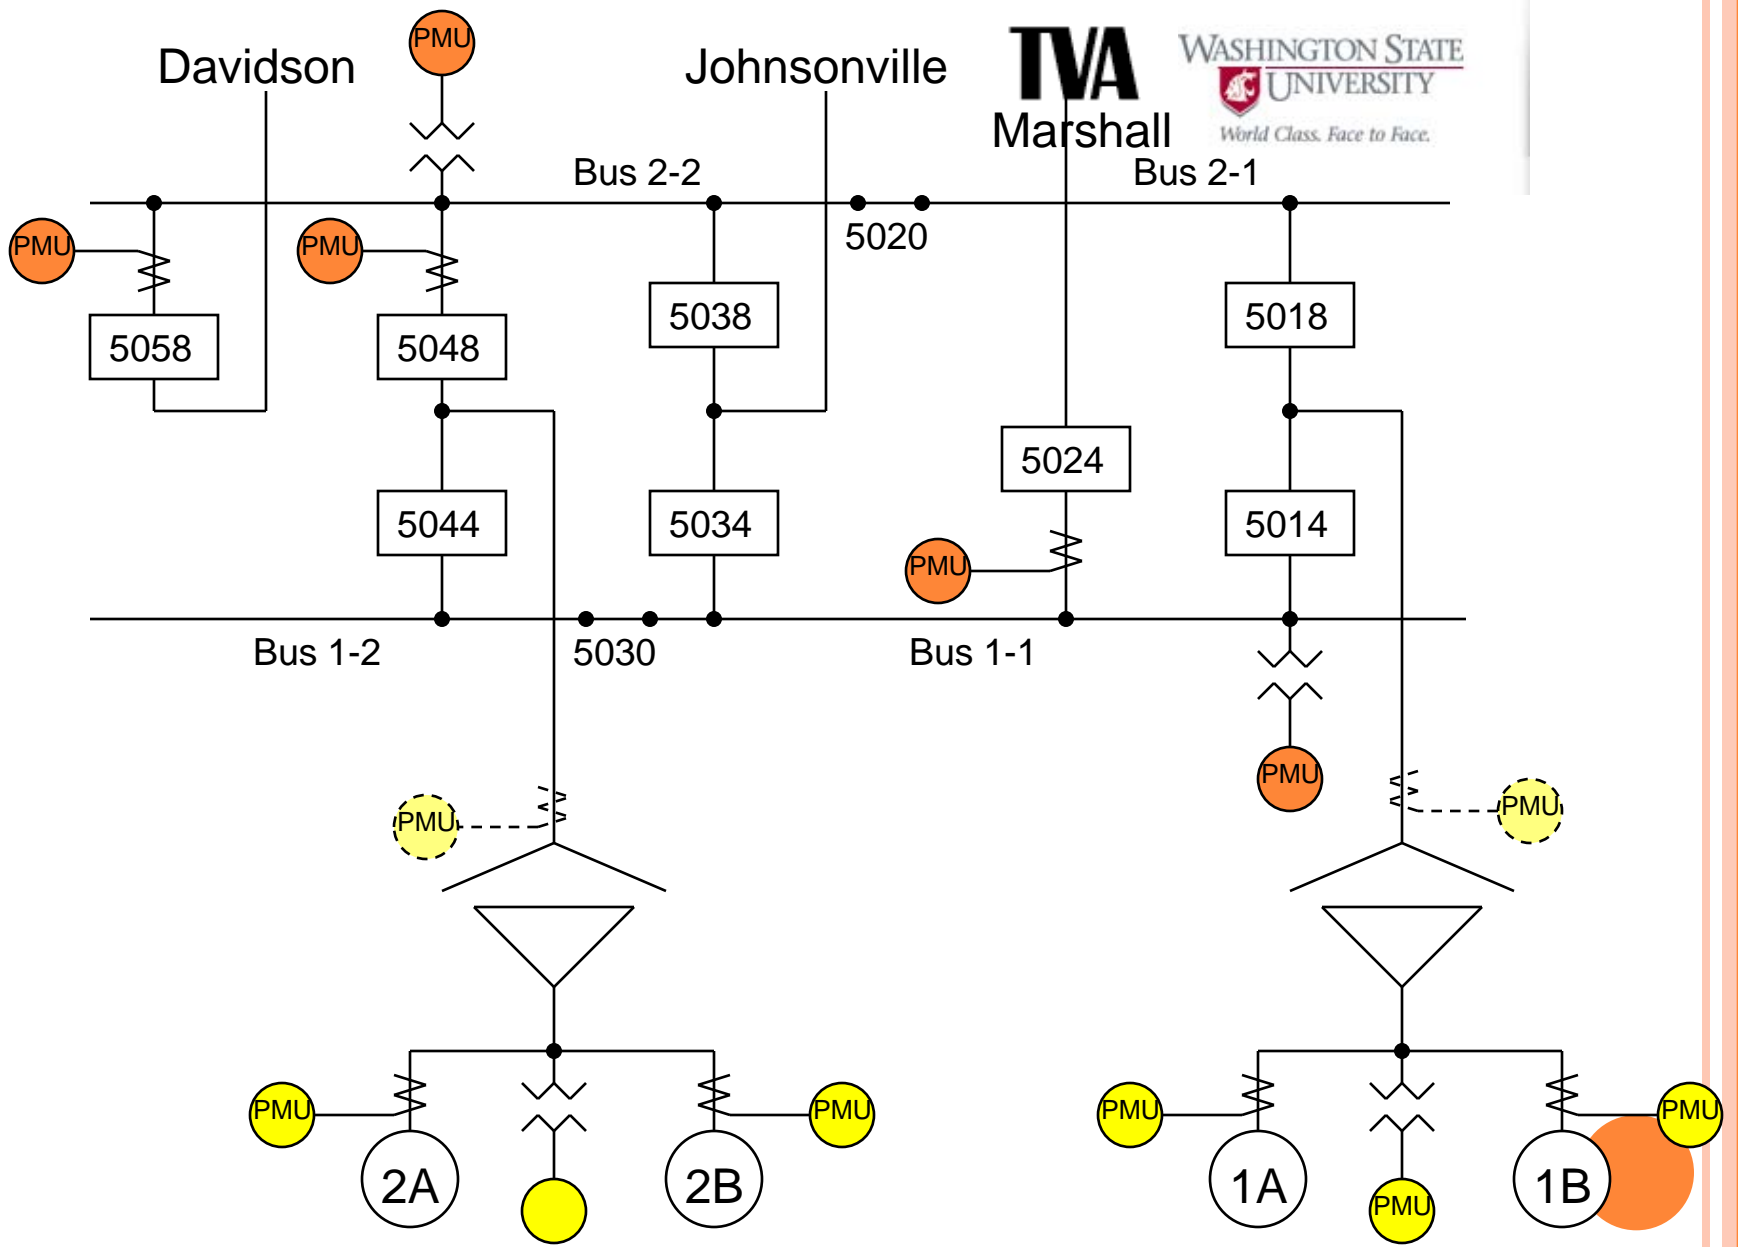 PMU
Davidson
Johnsonville
TVA
WASHINGTON STATE
UNIVERSITY
World Class. Face to Face.
Marshall
Bus 2-2
Bus 2-1
5020
PMU
PMU
5058
5048
5038
5018
5024
5044
5034
5014
PMU
Bus 1-2
5030
Bus 1-1
PMU
PMU
PMU
PMU
PMU
PMU
PMU
2A
2B
1A
1B
PMU